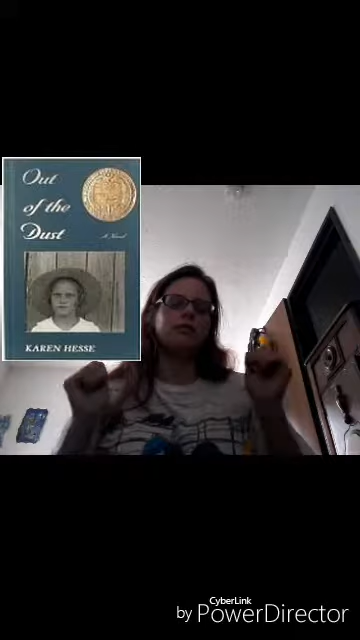 Out
of the
Dust
A Novel
KAREN HESSE
CyberLink
by PowerDirector